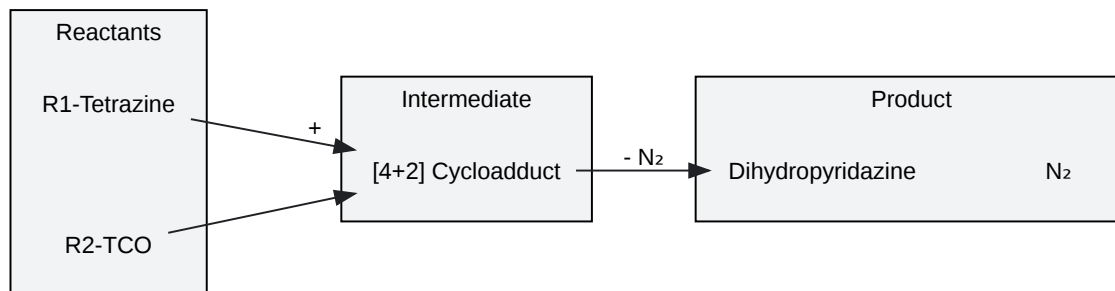 Reactants
R1-Tetrazine
R2-TCO
+
Intermediate
[4+2] Cycloadduct
- N₂
Product
Dihydropyridazine
N₂